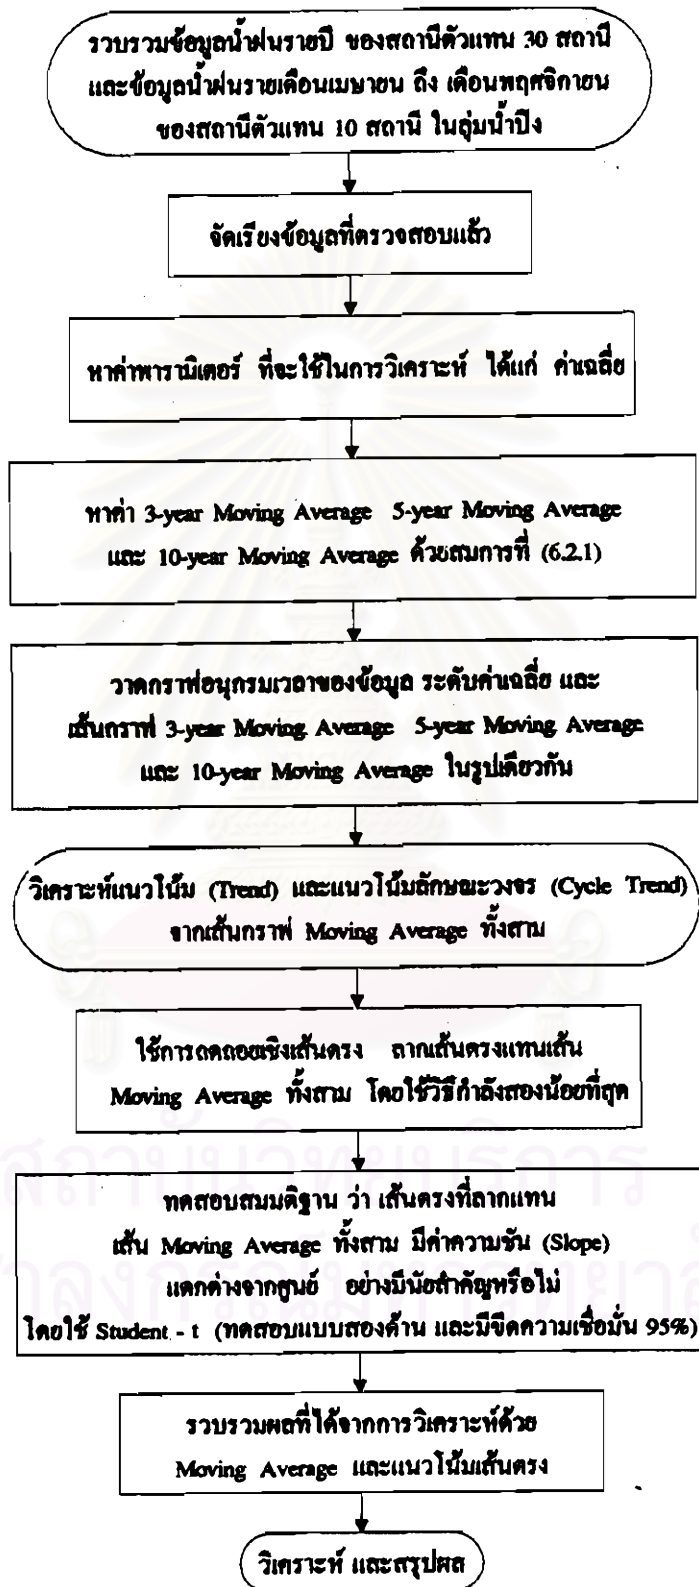 รวบรวมข้อมูลน้ำฝนรายปี ของสถานีตัวแทน 30 สถานี
และข้อมูลน้ำฝนรายเดือนเมษายน ถึง เดือนพฤศจิกายน
ของสถานีตัวแทน 10 สถานี ในลุ่มน้ำปิง
จัดเรียงข้อมูลที่ตรวจสอบแล้ว
หาค่าพารามิเตอร์ ที่จะใช้ในการวิเคราะห์ ได้แก่ ค่าเฉลี่ย
หาค่า 3-year Moving Average 5-year Moving Average
และ 10-year Moving Average ด้วยสมการที่ (6.2.1)
วาดกราฟอนุกรมเวลาของข้อมูล ระดับค่าเฉลี่ย และ
เส้นกราฟ 3-year Moving Average 5-year Moving Average
และ 10-year Moving Average ในรูปเดียวกัน
วิเคราะห์แนวโน้ม (Trend) และแนวโน้มลักษณะวงจร (Cycle Trend)
จากเส้นกราฟ Moving Average ทั้งสาม
ใช้การถดถอยเชิงเส้นตรง ลากเส้นตรงแทนเส้น
Moving Average ทั้งสาม โดยใช้วิธีกำลังสองน้อยที่สุด
ทดสอบสมมติฐาน ว่า เส้นตรงที่ลากแทน
เส้น Moving Average ทั้งสาม มีค่าความชัน (Slope)
แตกต่างจากศูนย์ อย่างมีนัยสำคัญหรือไม่
โดยใช้ Student - t (ทดสอบแบบสองด้าน และมีขีดความเชื่อมั่น 95%)
รวบรวมผลที่ได้จากการวิเคราะห์ด้วย
Moving Average และแนวโน้มเส้นตรง
วิเคราะห์ และสรุปผล